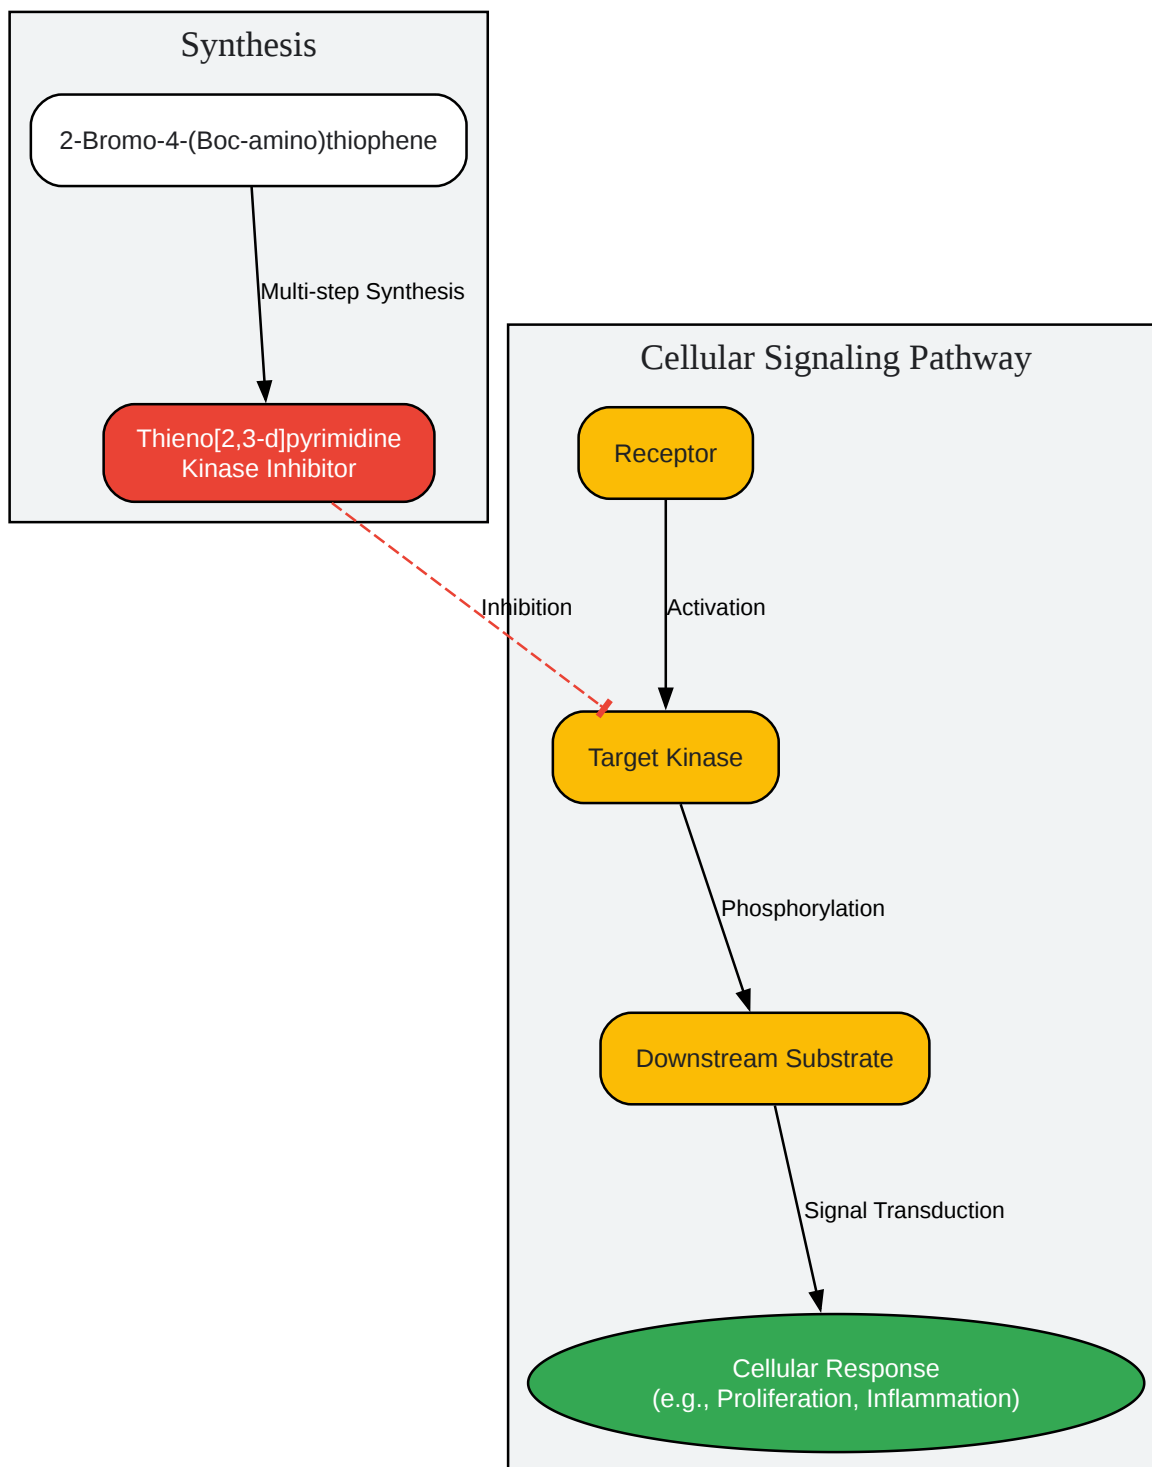 Synthesis
2-Bromo-4-(Boc-amino)thiophene
Multi-step Synthesis
Thieno[2,3-d]pyrimidine
Kinase Inhibitor
Inhibition
Cellular Signaling Pathway
Receptor
Activation
Target Kinase
Phosphorylation
Downstream Substrate
Signal Transduction
Cellular Response
(e.g., Proliferation, Inflammation)